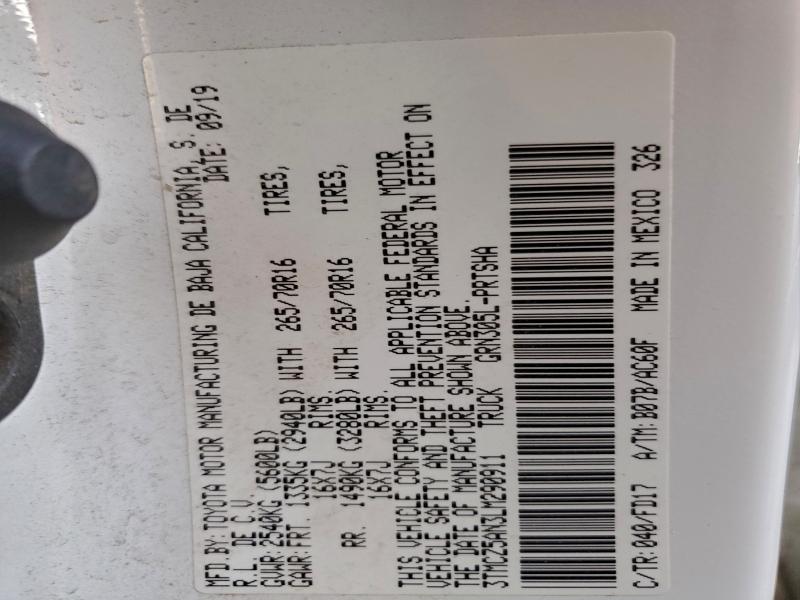 MFD.BY:TOYOTA MOTOR MANUFACTURING DE BAJA CALIFORNIA, S. DE
R.L. DE C.V. DATE: 09/19
GVWR:2540KG (5600LB)
GAWR:FRT. 1335KG (2940LB) WITH 265/70R16 TIRES,
16X7J RIMS.
RR. 1490KG (3280LB) WITH 265/70R16 TIRES,
16X7J RIMS.
THIS VEHICLE CONFORMS TO ALL APPLICABLE FEDERAL MOTOR
VEHICLE SAFETY AND THEFT PREVENTION STANDARDS IN EFFECT ON
THE DATE OF MANUFACTURE SHOWN ABOVE.
3TMCZ5AN3LM290911 TRUCK GRN305L-PRTSHA
C/TR:040/FD17 A/TM:B07B/AC60F MADE IN MEXICO 326